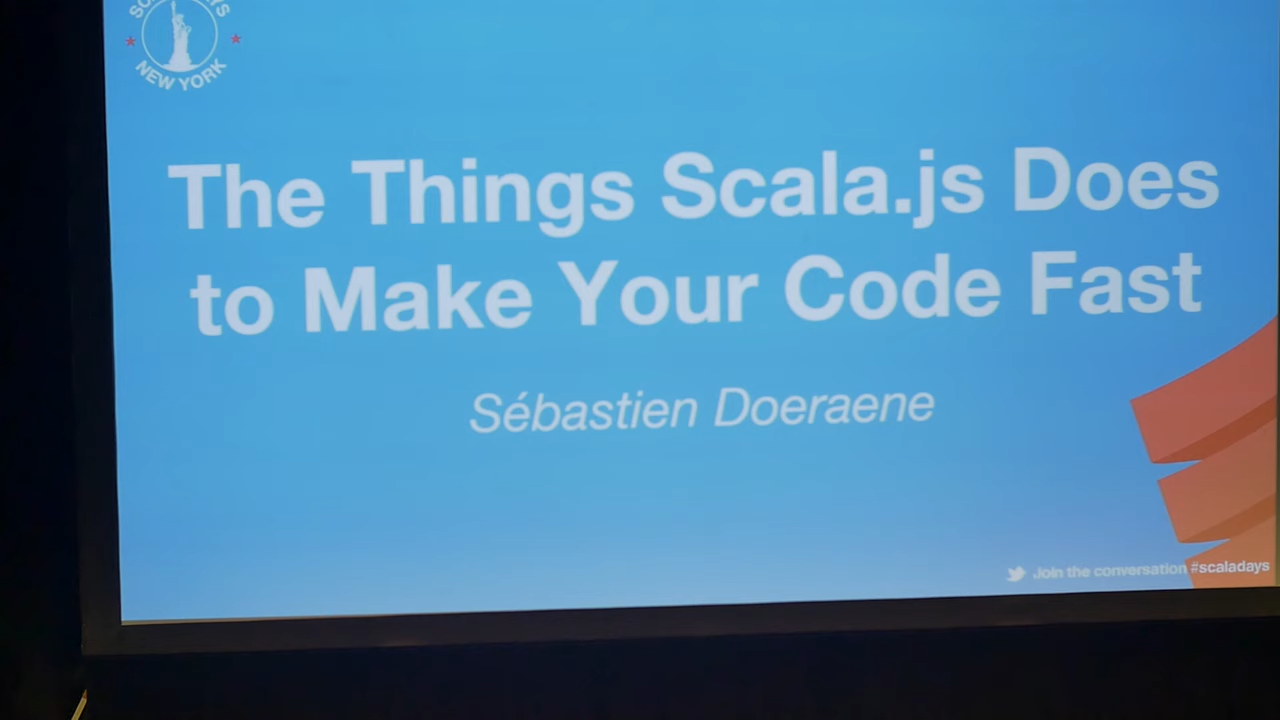 NEW YORK
The Things Scala.js Does
to Make Your Code Fast
Sébastien Doeraene
Join the conversation #scaladays